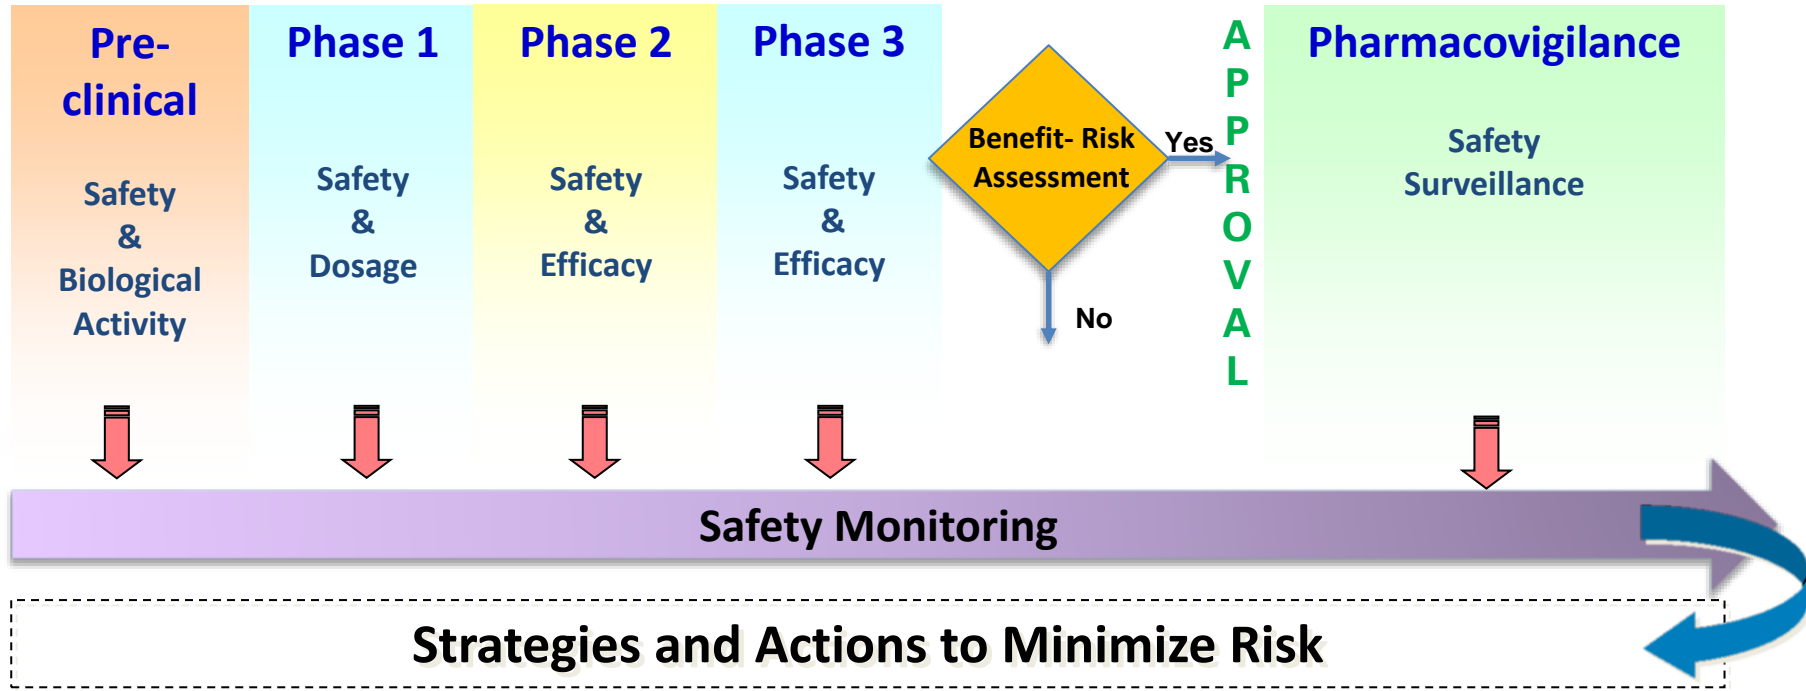 Pre-
clinical
Safety
&
Biological
Activity
Phase 1
Safety
&
Dosage
Phase 2
Safety
&
Efficacy
Phase 3
Safety
&
Efficacy
Benefit- Risk
Assessment
Yes
No
A
P
P
R
O
V
A
L
Pharmacovigilance
Safety
Surveillance
Safety Monitoring
Strategies and Actions to Minimize Risk